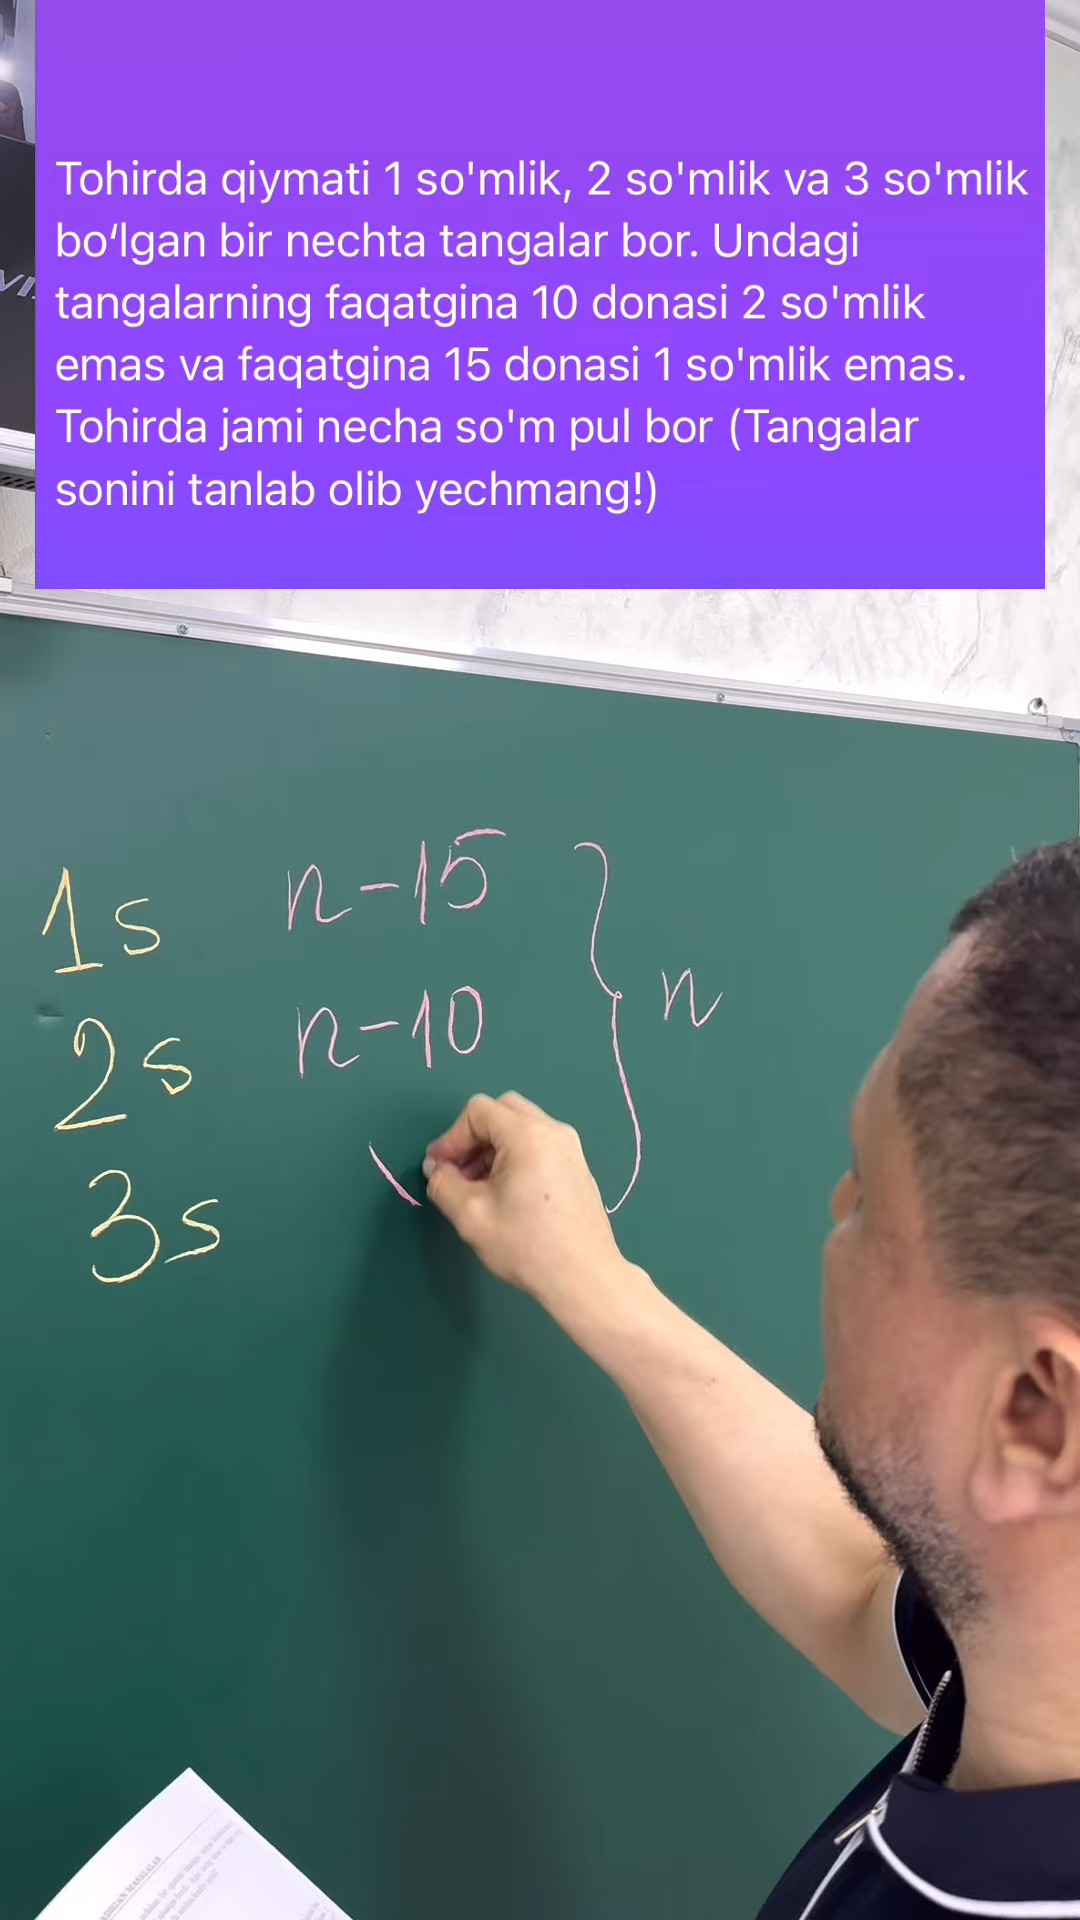 Tohirda qiymati 1 so'mlik, 2 so'mlik va 3 so'mlik
bo‘lgan bir nechta tangalar bor. Undagi
tangalarning faqatgina 10 donasi 2 so'mlik
emas va faqatgina 15 donasi 1 so'mlik emas.
Tohirda jami necha so'm pul bor (Tangalar
sonini tanlab olib yechmang!)
1s n-15
2s n-10
3s
n